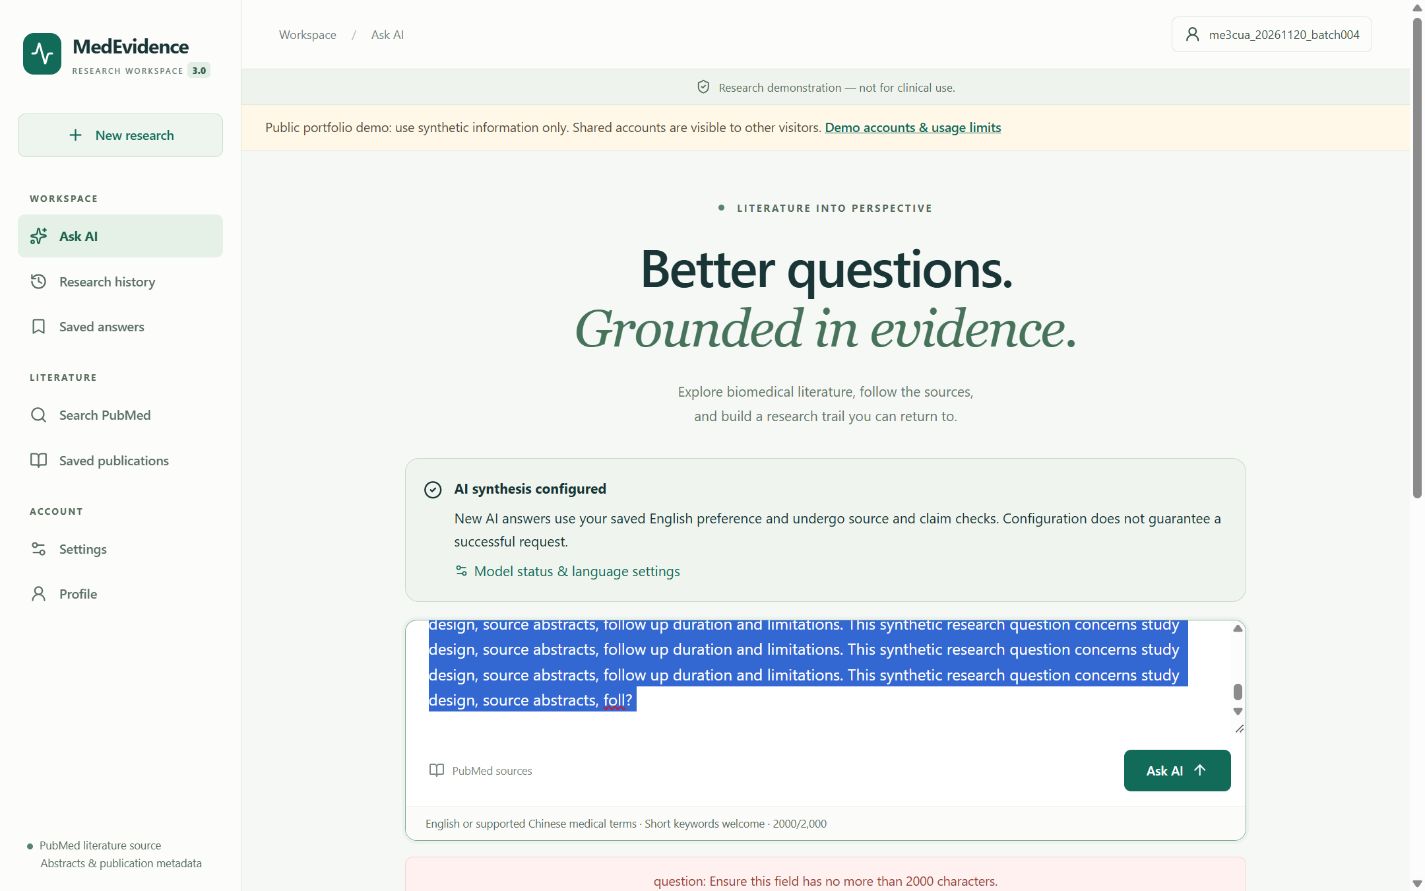 MedEvidence
RESEARCH WORKSPACE 3.0
New research
WORKSPACE
Ask AI
Research history
Saved answers
LITERATURE
Search PubMed
Saved publications
ACCOUNT
Settings
Profile
PubMed literature source
Abstracts & publication metadata
Workspace / Ask AI
me3cua_20261120_batch004
Research demonstration — not for clinical use.
Public portfolio demo: use synthetic information only. Shared accounts are visible to other visitors. Demo accounts & usage limits
LITERATURE INTO PERSPECTIVE
Better questions.
Grounded in evidence.
Explore biomedical literature, follow the sources,
and build a research trail you can return to.
AI synthesis configured
New AI answers use your saved English preference and undergo source and claim checks. Configuration does not guarantee a
successful request.
Model status & language settings
design, source abstracts, follow up duration and limitations. This synthetic research question concerns study
design, source abstracts, follow up duration and limitations. This synthetic research question concerns study
design, source abstracts, follow up duration and limitations. This synthetic research question concerns study
design, source abstracts, foll?
PubMed sources
Ask AI
English or supported Chinese medical terms · Short keywords welcome · 2000/2,000
question: Ensure this field has no more than 2000 characters.